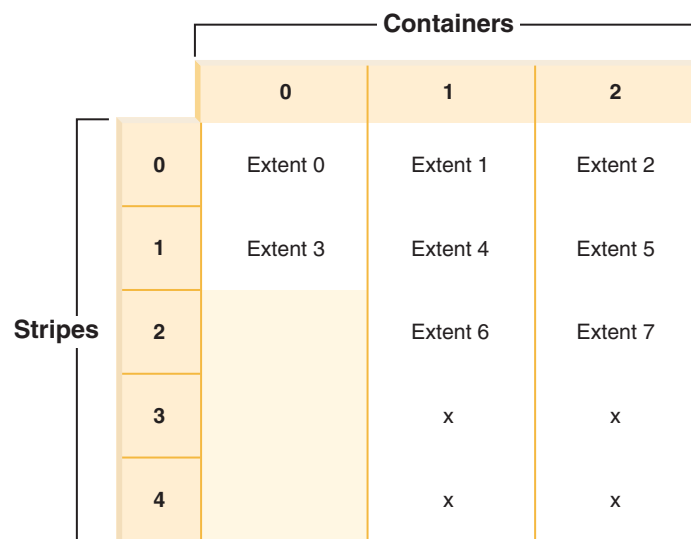 Containers
0 1 2
0 Extent 0 Extent 1 Extent 2
1 Extent 3 Extent 4 Extent 5
Stripes 2 Extent 6 Extent 7
3 x x
4 x x